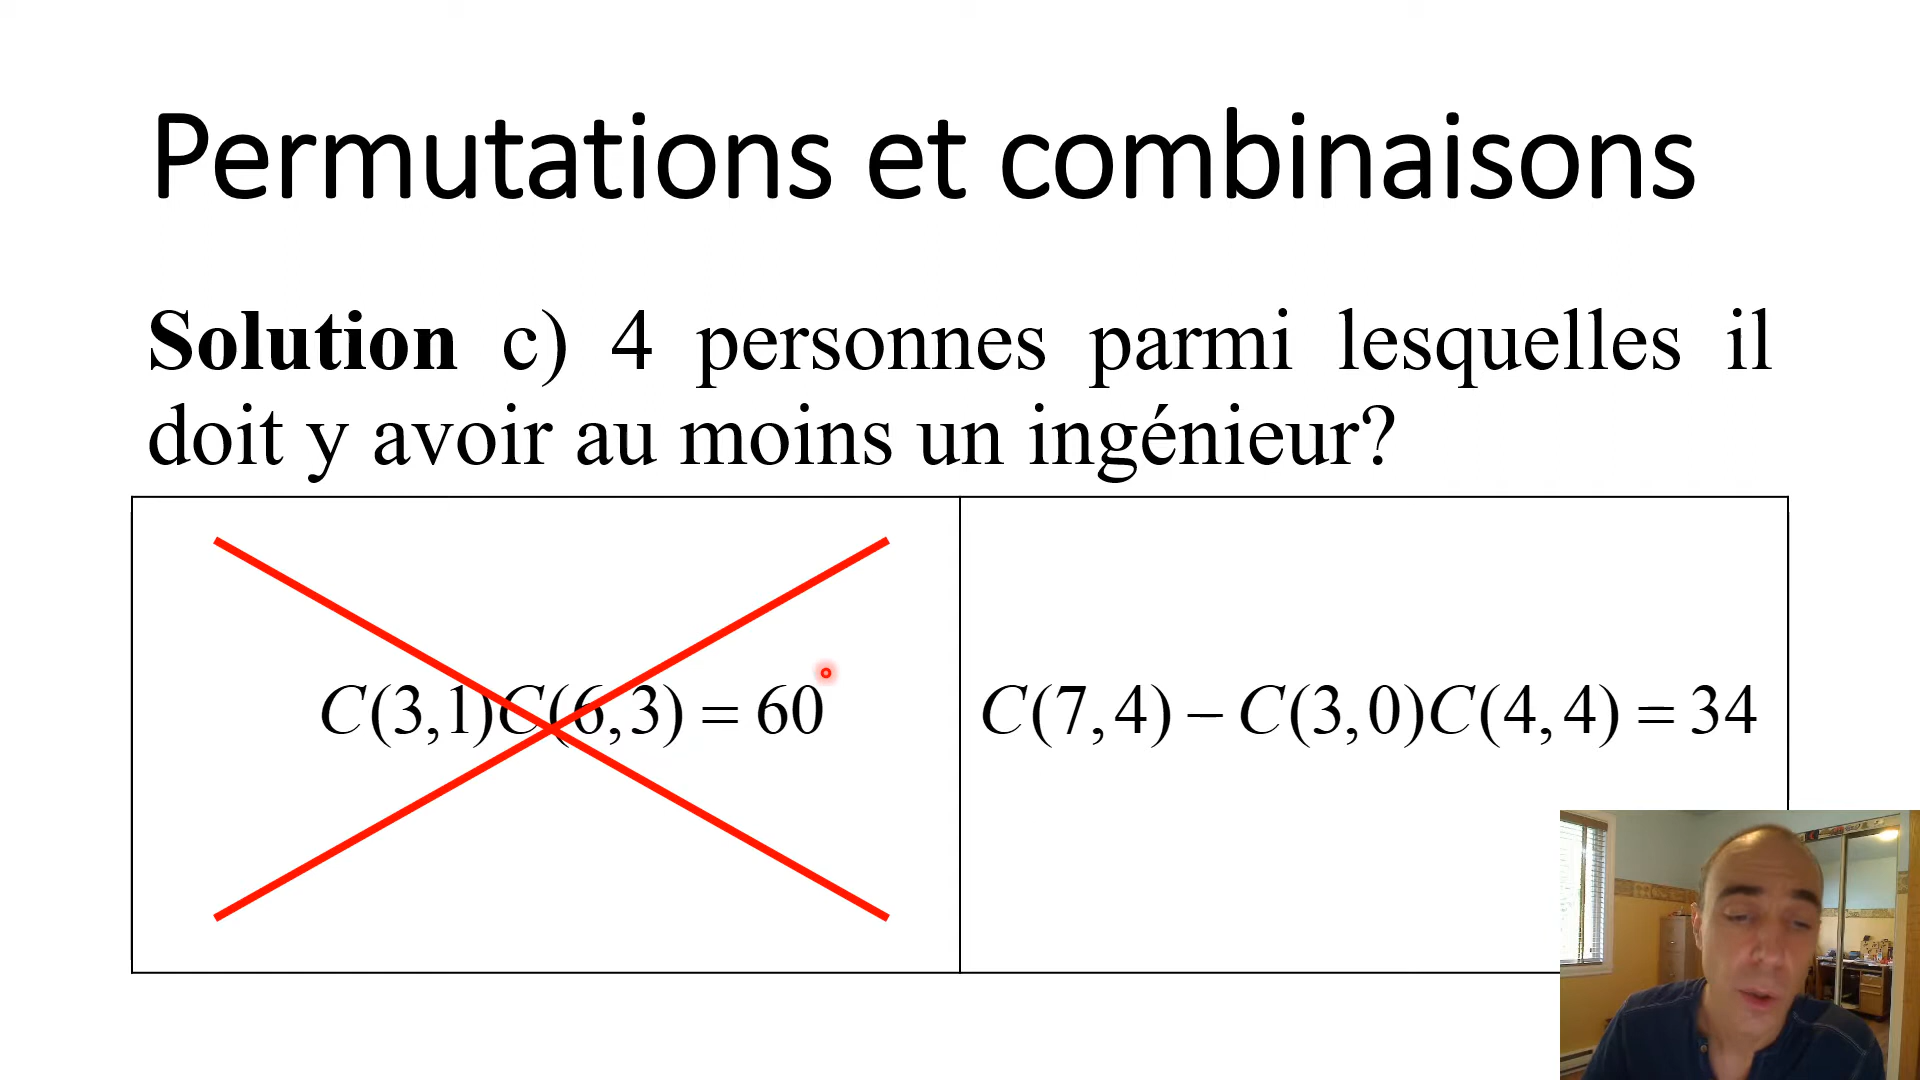 Permutations et combinaisons
Solution c) 4 personnes parmi lesquelles il
doit y avoir au moins un ingénieur?
C(3,1)C(6,3) = 60
C(7,4) − C(3,0)C(4,4) = 34